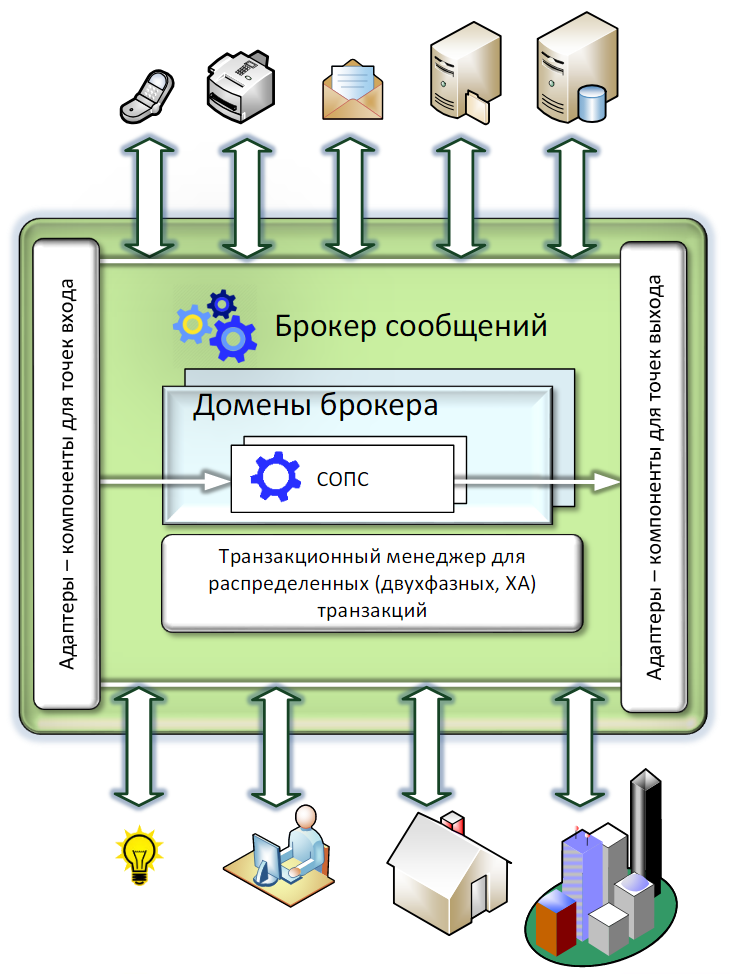 Адаптеры – компоненты для точек входа
Брокер сообщений
Домены брокера
СОПС
Транзакционный менеджер для
распределенных (двухфазных, XA)
транзакций
Адаптеры – компоненты для точек выхода